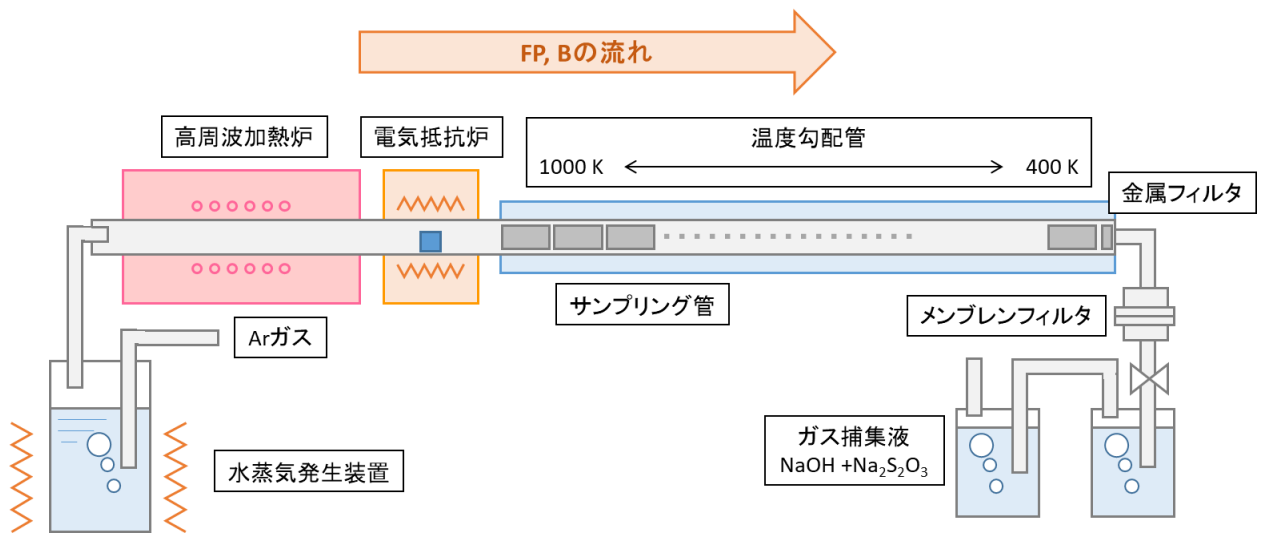 FP, Bの流れ
高周波加熱炉
電気抵抗炉
温度勾配管
1000 K
400 K
金属フィルタ
サンプリング管
メンブレンフィルタ
Arガス
ガス捕集液
NaOH +Na₂S₂O₃
水蒸気発生装置